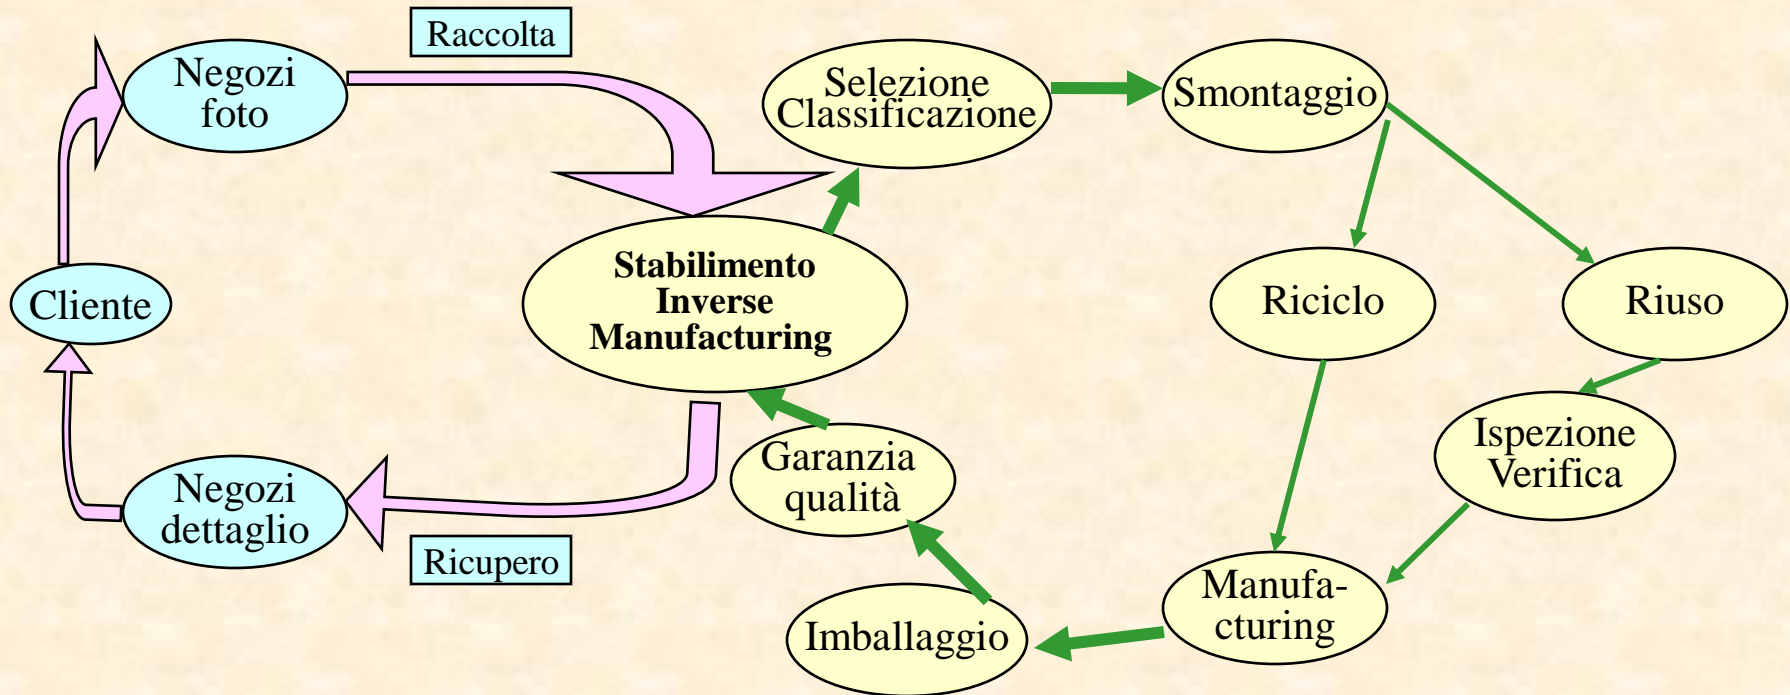 Raccolta
Negozi
foto
Selezione
Classificazione
Smontaggio
Cliente
Stabilimento
Inverse
Manufacturing
Riciclo
Riuso
Negozi
dettaglio
Ricupero
Garanzia
qualità
Ispezione
Verifica
Imballaggio
Manufa-
cturing